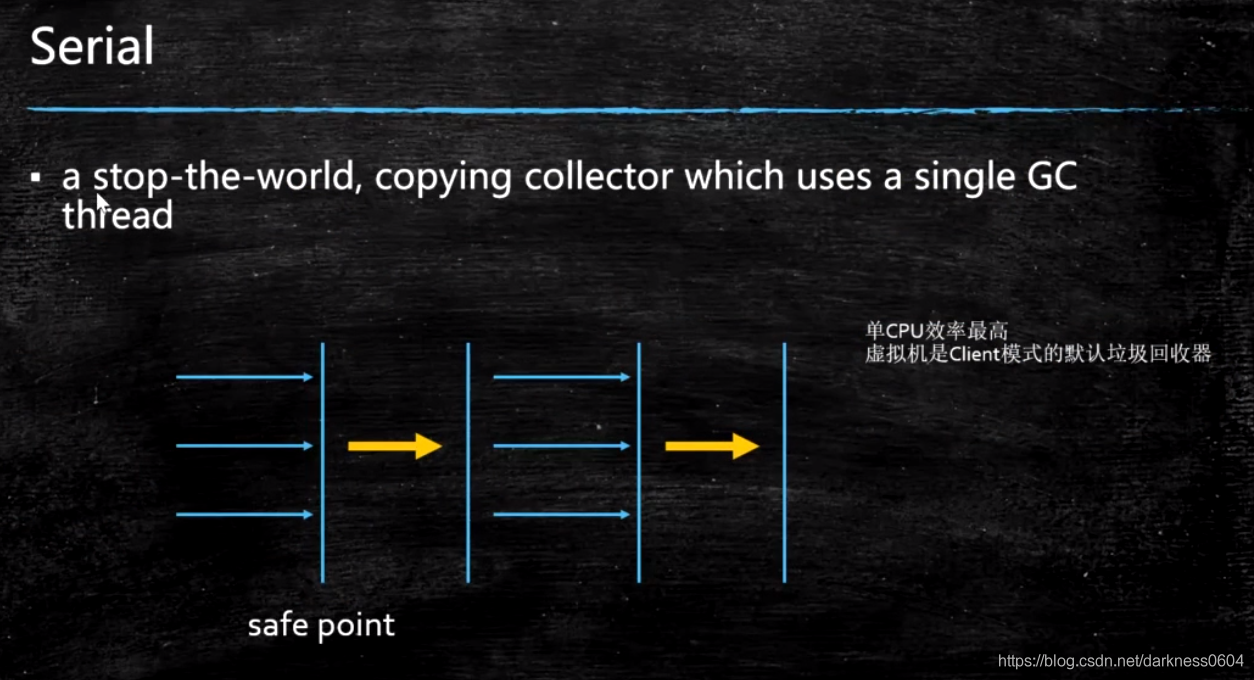 Serial
▪ a stop-the-world, copying collector which uses a single GC
thread
单CPU效率最高
虚拟机是Client模式的默认垃圾回收器
safe point
https://blog.csdn.net/darkness0604